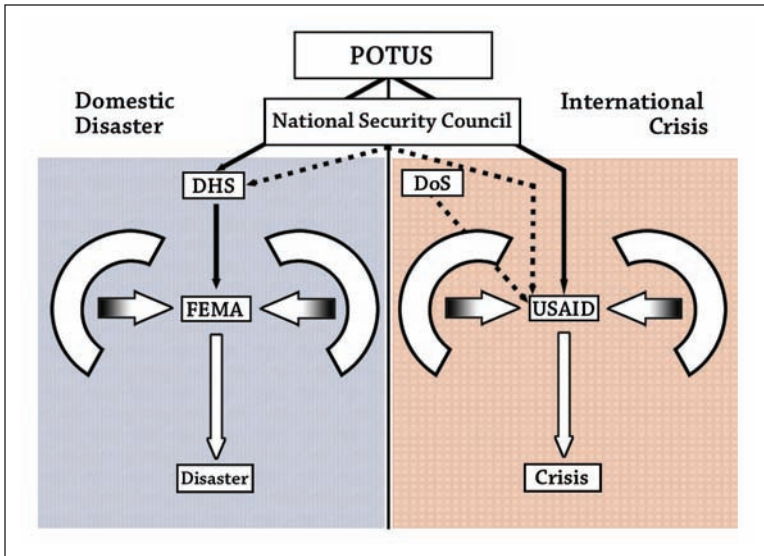 POTUS
Domestic
Disaster
National Security Council
International
Crisis
DHS
DoS
FEMA
USAID
Disaster
Crisis